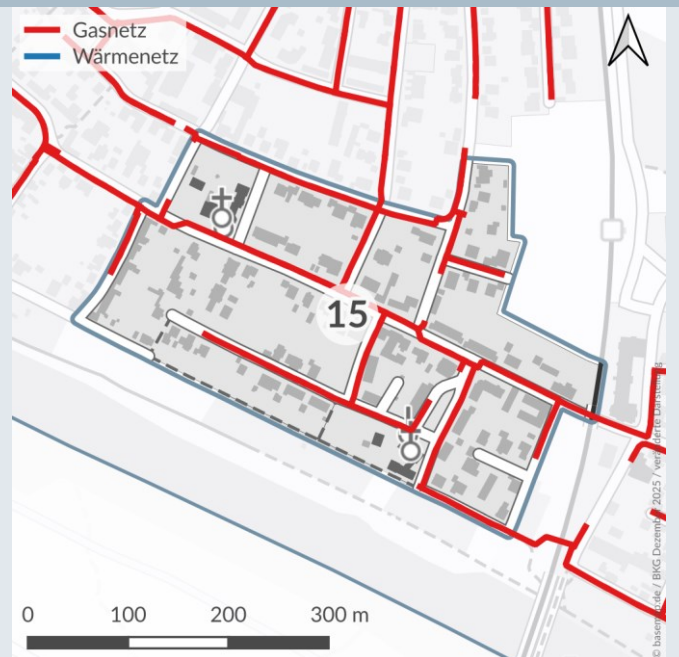 Gasnetz
Wärmenetz
15
0 100 200 300 m
© basemap.de / BKG Dezember 2025 / veränderte Darstellung